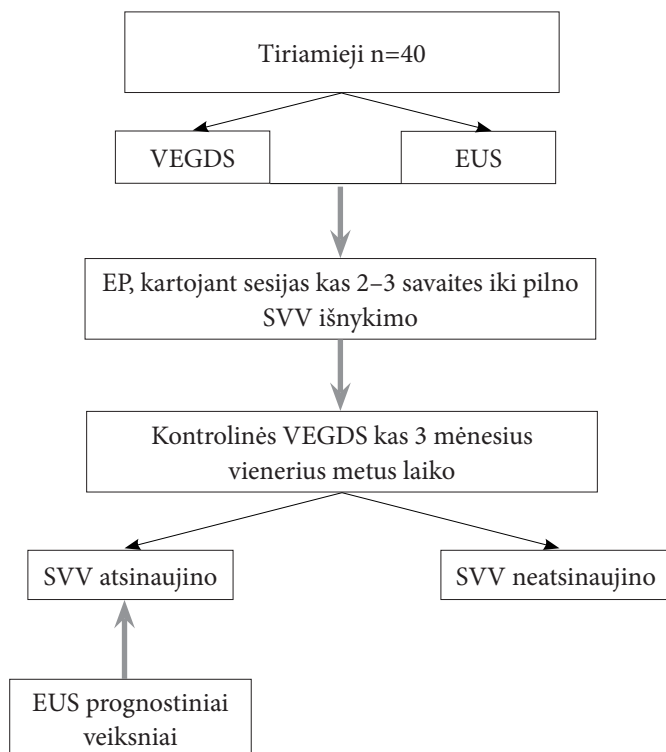 Tiriamieji n=40
VEGDS
EUS
EP, kartojant sesijas kas 2–3 savaites iki pilno
SVV išnykimo
Kontrolinės VEGDS kas 3 mėnesius
vienerius metus laiko
SVV atsinaujino
SVV neatsinaujino
EUS prognostiniai
veiksniai